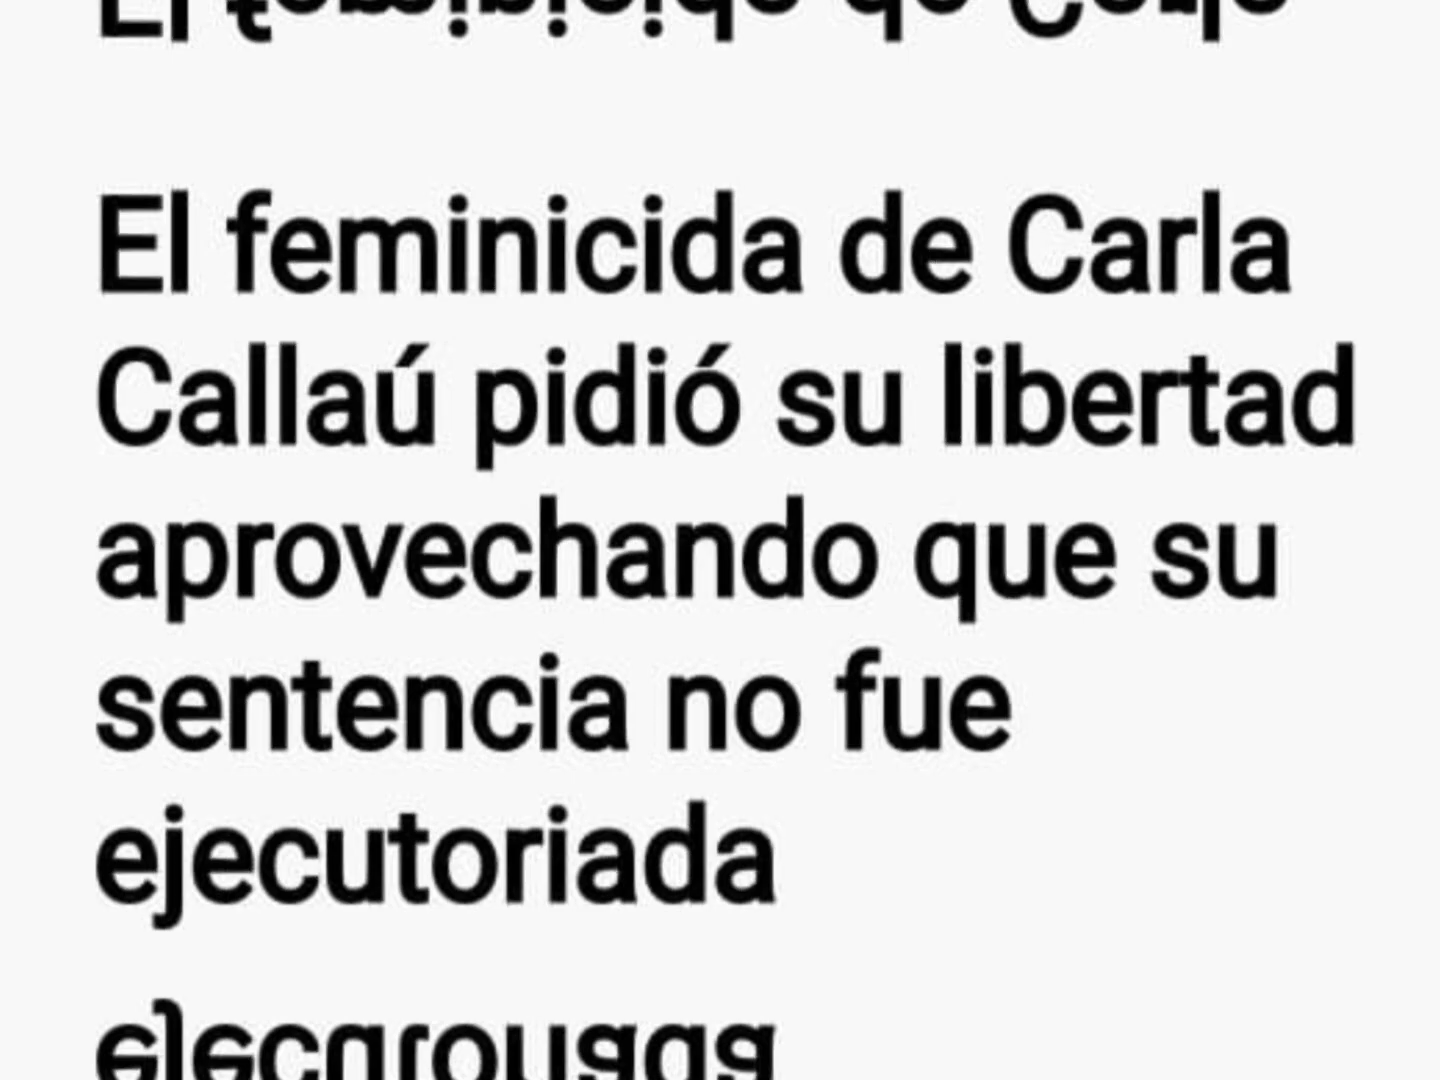 El feminicida de Carla
Callaú pidió su libertad
aprovechando que su
sentencia no fue
ejecutoriada